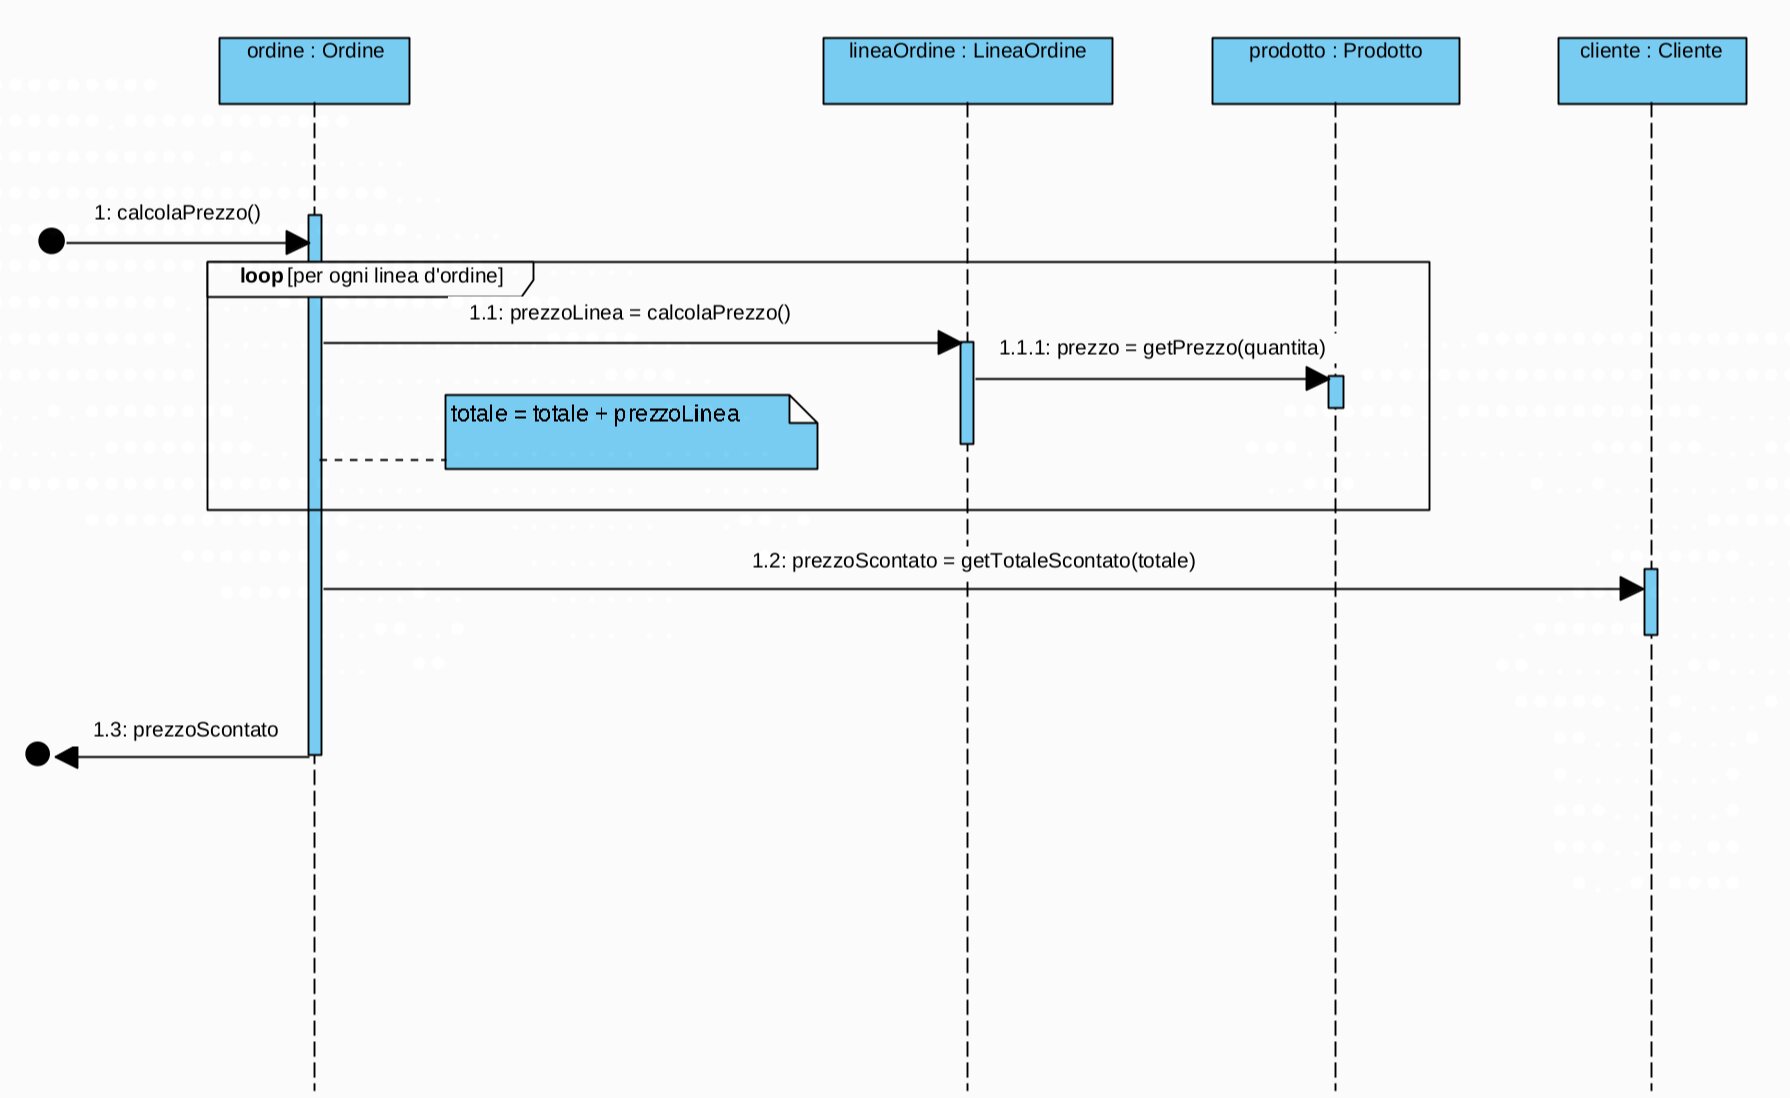 ordine : Ordine
lineaOrdine : LineaOrdine
prodotto : Prodotto
cliente : Cliente
1: calcolaPrezzo()
loop [per ogni linea d'ordine]
1.1: prezzoLinea = calcolaPrezzo()
1.1.1: prezzo = getPrezzo(quantita)
totale = totale + prezzoLinea
1.2: prezzoScontato = getTotaleScontato(totale)
1.3: prezzoScontato